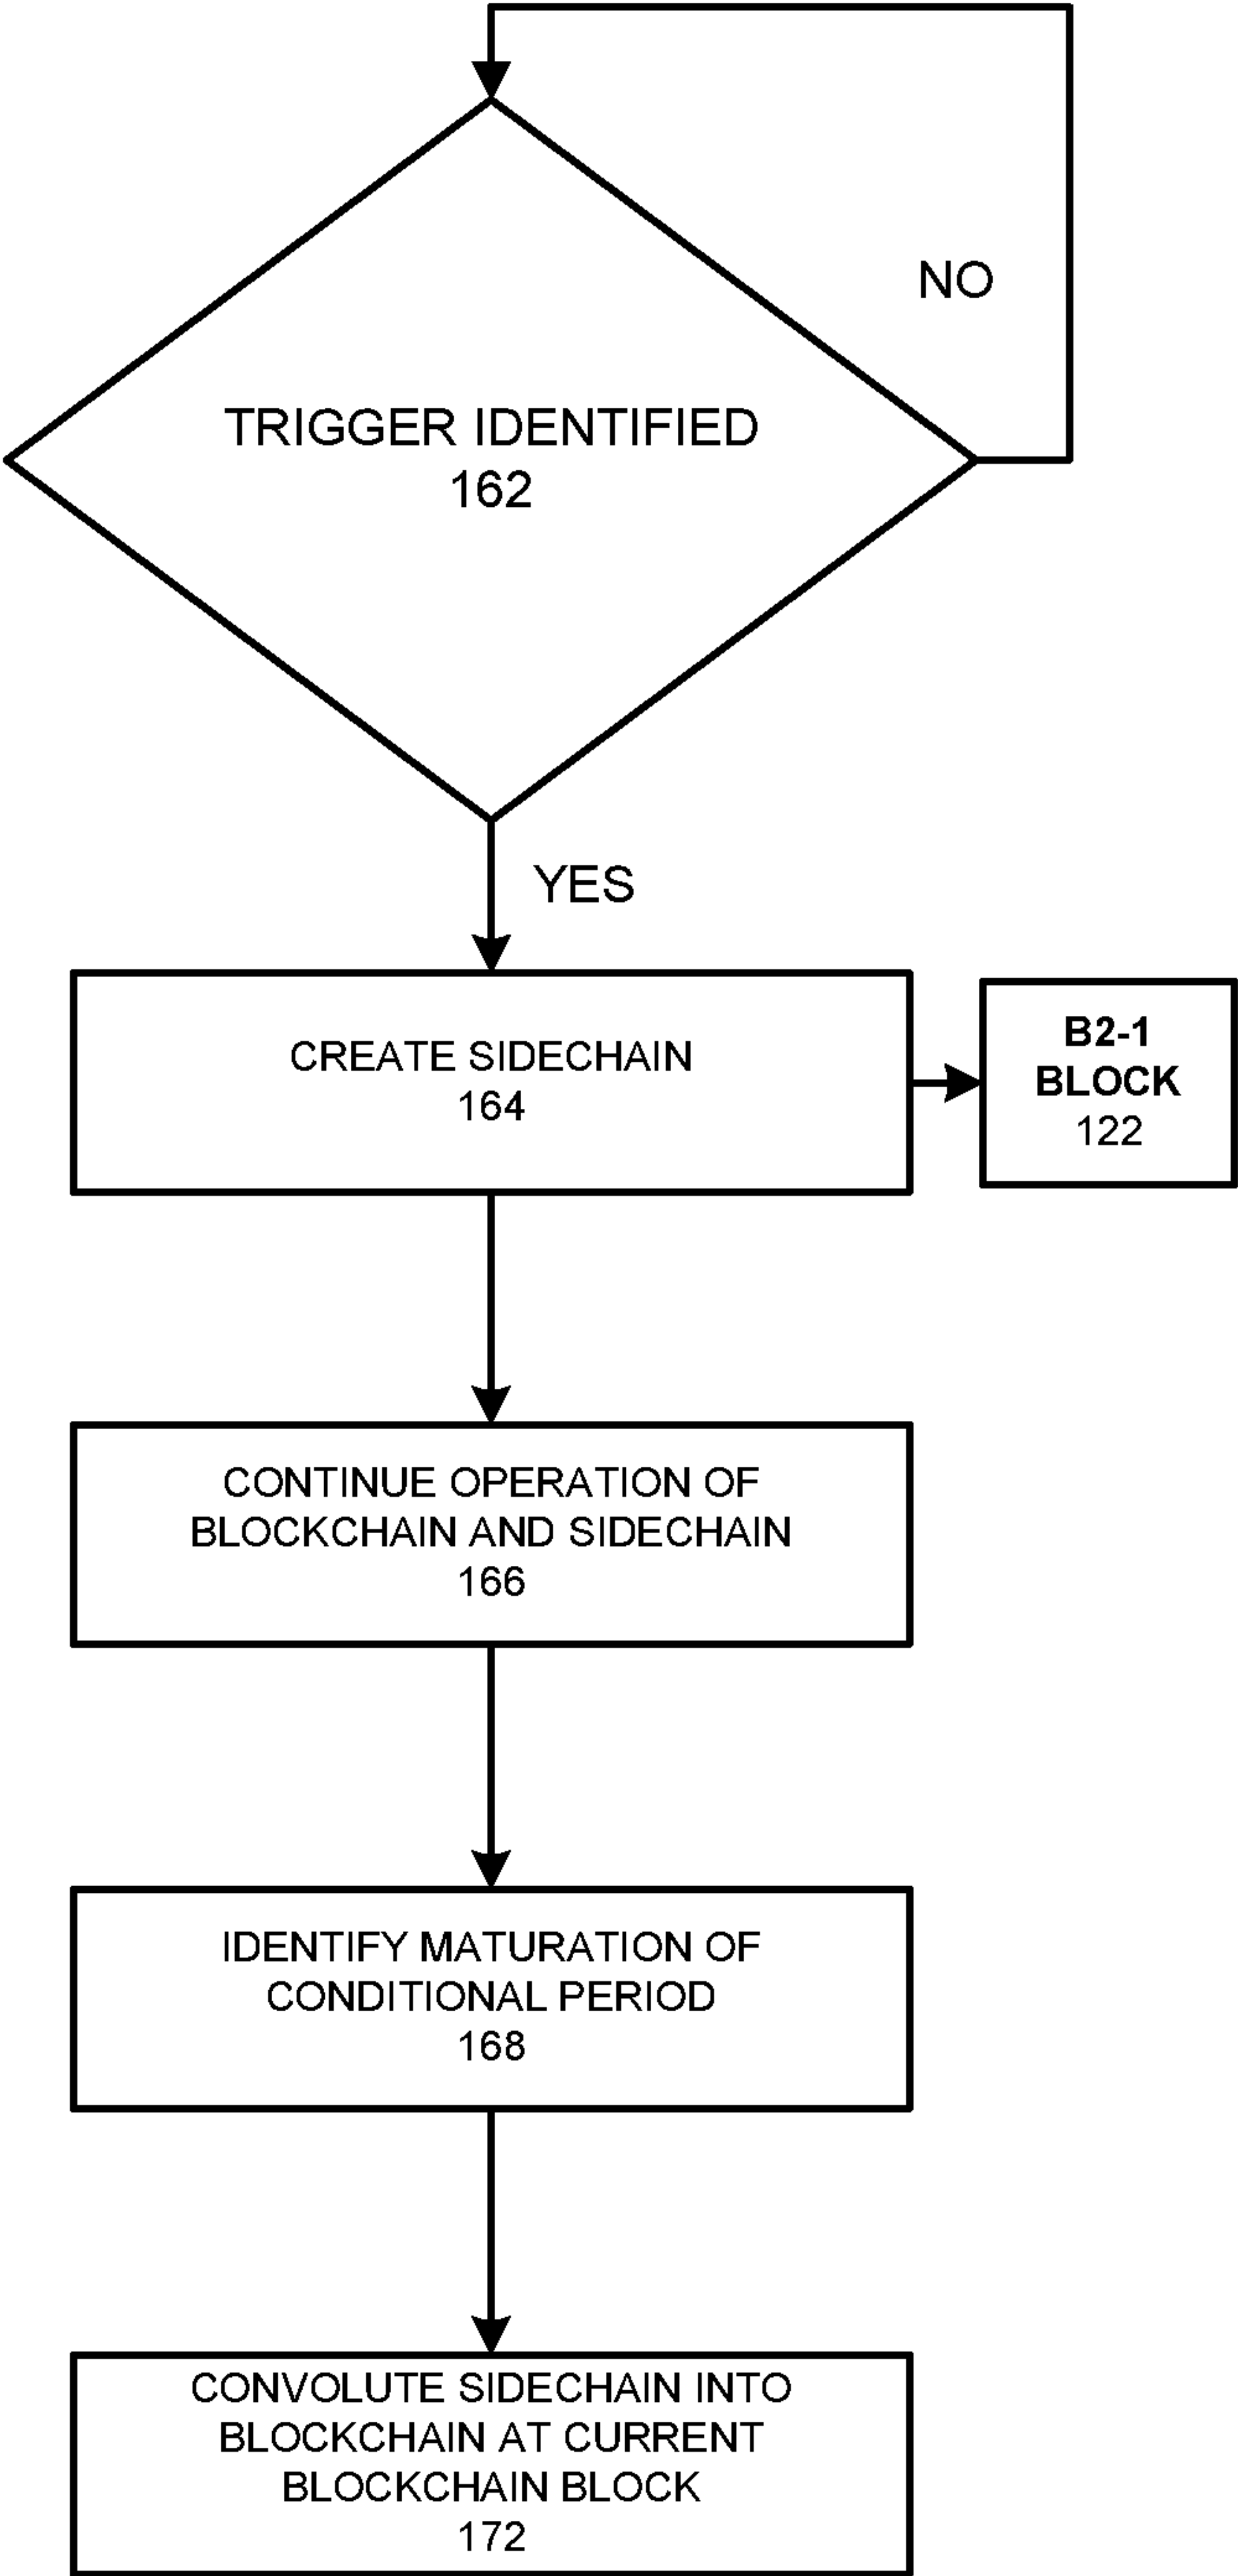 NO
TRIGGER IDENTIFIED
162
YES
CREATE SIDECHAIN
164
B2-1
BLOCK
122
CONTINUE OPERATION OF
BLOCKCHAIN AND SIDECHAIN
166
IDENTIFY MATURATION OF
CONDITIONAL PERIOD
168
CONVOLUTE SIDECHAIN INTO
BLOCKCHAIN AT CURRENT
BLOCKCHAIN BLOCK
172